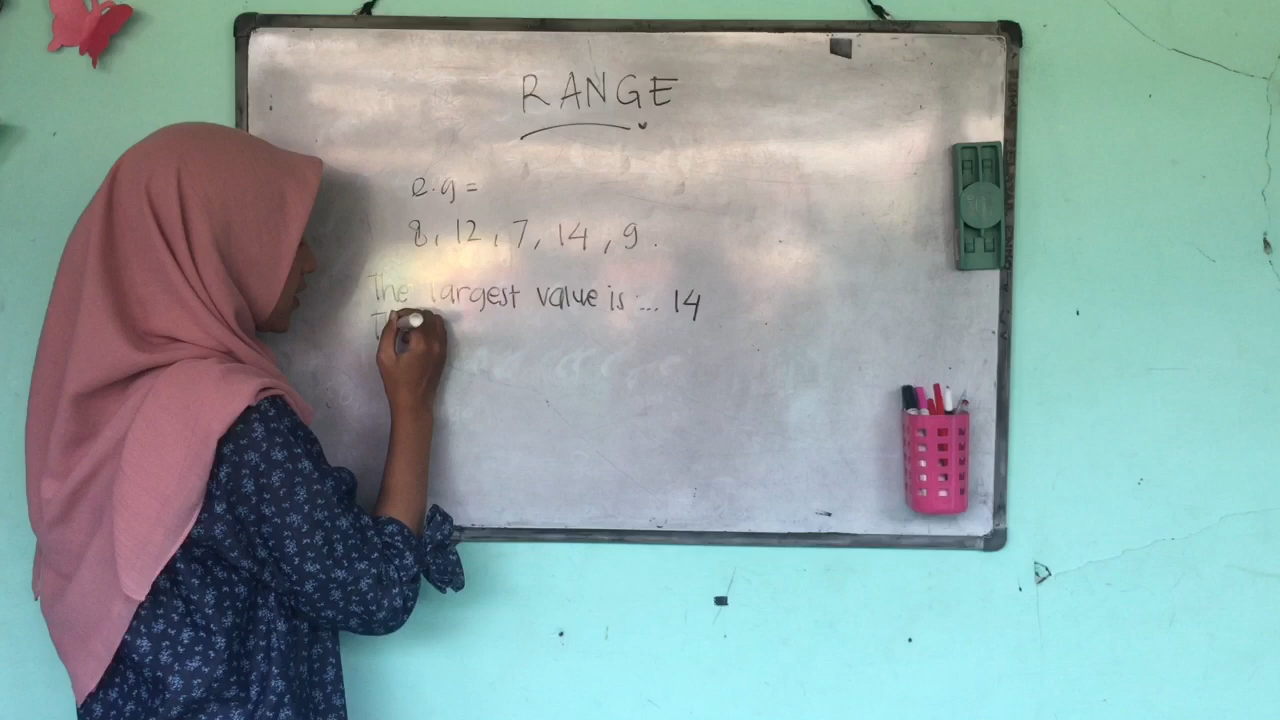 RANGE
e.g =
8, 12, 7, 14, 9.
The largest value is ... 14